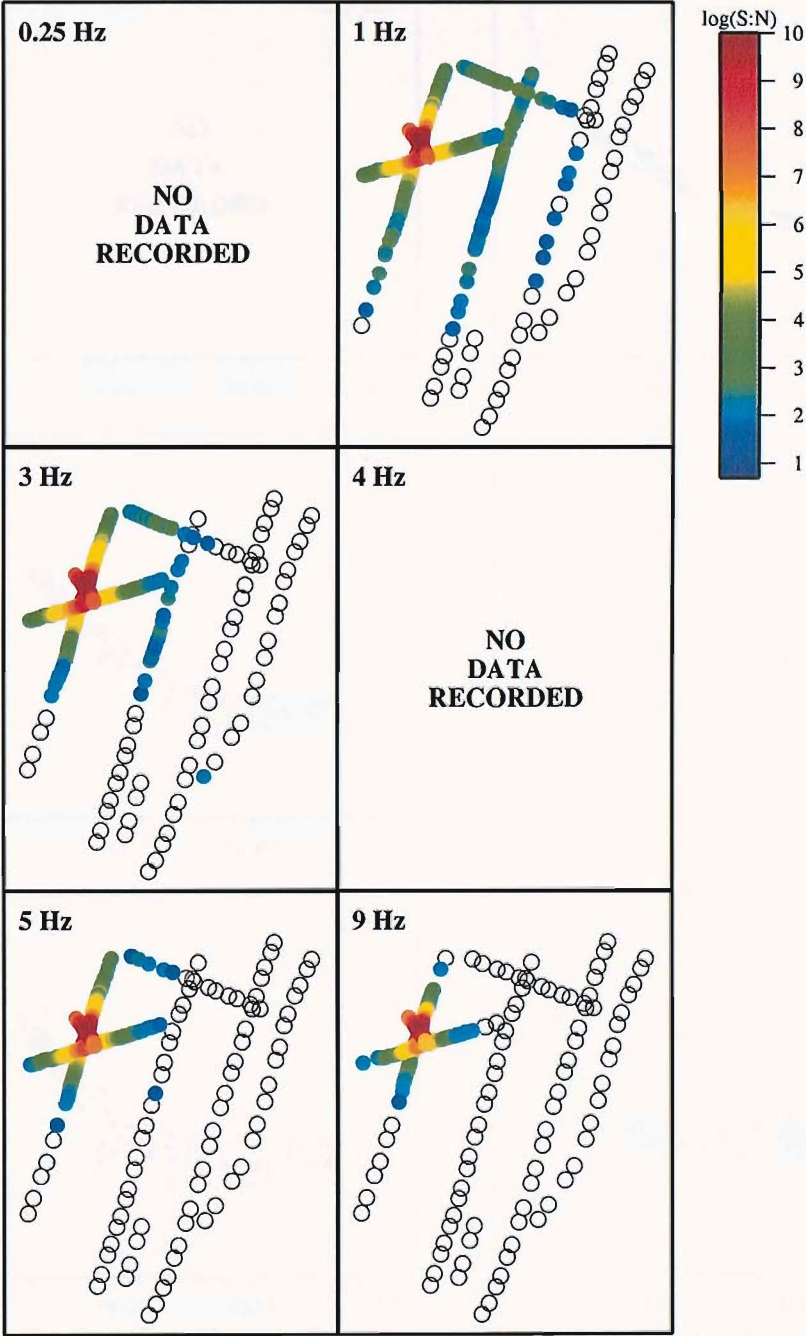 0.25 Hz
NO
DATA
RECORDED
1 Hz
log(S:N)
10
9
8
7
6
5
4
3
2
1
3 Hz
4 Hz
NO
DATA
RECORDED
5 Hz
9 Hz